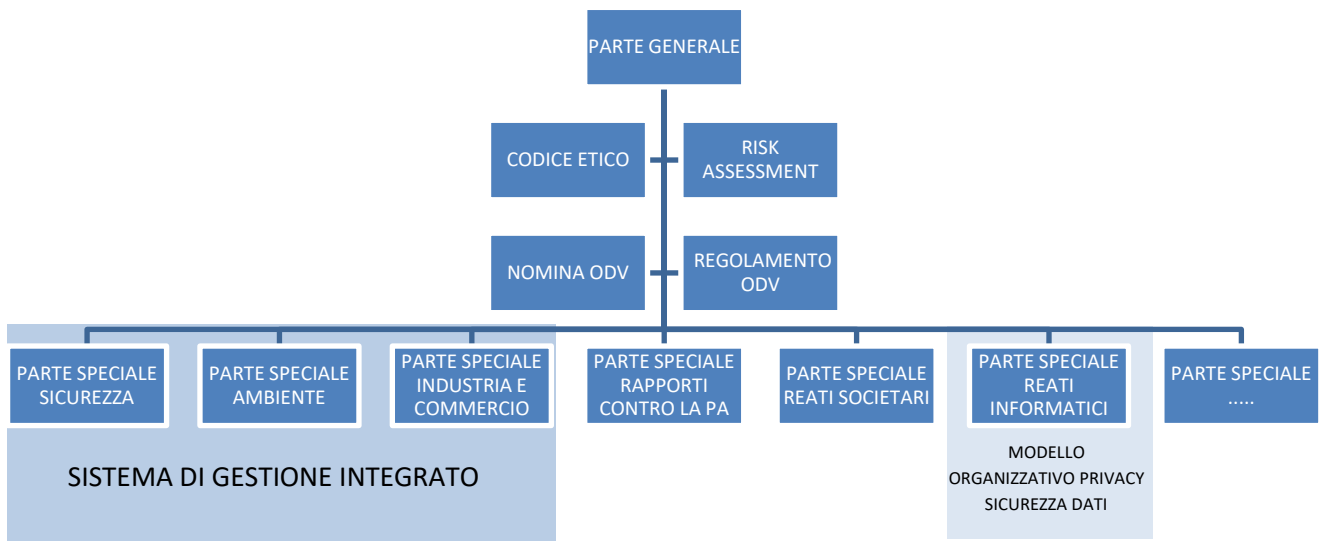 PARTE GENERALE
CODICE ETICO
RISK
ASSESSMENT
NOMINA ODV
REGOLAMENTO
ODV
PARTE SPECIALE
SICUREZZA
PARTE SPECIALE
AMBIENTE
PARTE SPECIALE
INDUSTRIA E
COMMERCIO
PARTE SPECIALE
RAPPORTI
CONTRO LA PA
PARTE SPECIALE
REATI SOCIETARI
PARTE SPECIALE
REATI
INFORMATICI
PARTE SPECIALE
.....
SISTEMA DI GESTIONE INTEGRATO
MODELLO
ORGANIZZATIVO PRIVACY
SICUREZZA DATI